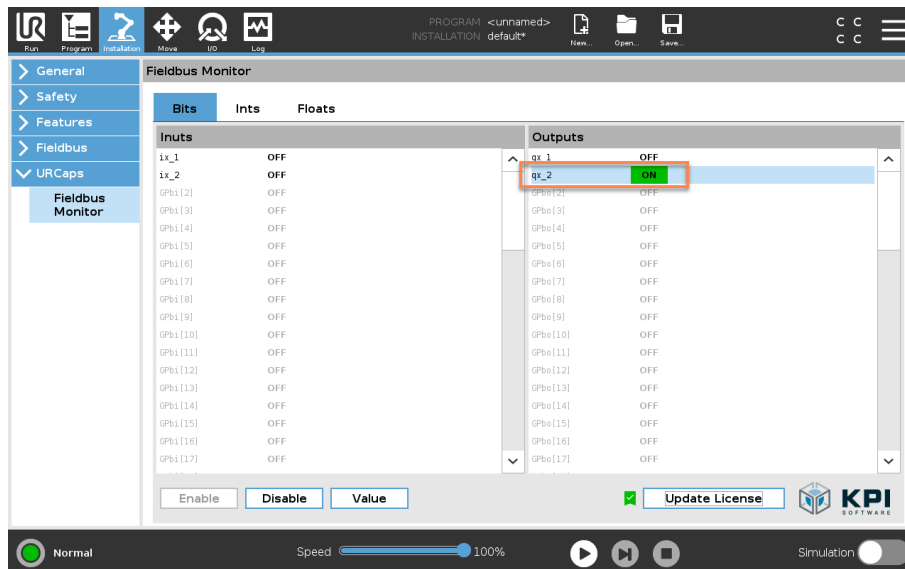 PROGRAM <unnamed>
INSTALLATION default*
Run Program Installation Move I/O Log New... Open... Save...
C C
C C
General
Safety
Features
Fieldbus
URCaps
Fieldbus
Monitor
Fieldbus Monitor
Bits Ints Floats
Inuts
ix_1 OFF
ix_2 OFF
GPbi[2] OFF
GPbi[3] OFF
GPbi[4] OFF
GPbi[5] OFF
GPbi[6] OFF
GPbi[7] OFF
GPbi[8] OFF
GPbi[9] OFF
GPbi[10] OFF
GPbi[11] OFF
GPbi[12] OFF
GPbi[13] OFF
GPbi[14] OFF
GPbi[15] OFF
GPbi[16] OFF
GPbi[17] OFF
Outputs
qx_1 OFF
qx_2 ON
GPbo[2] OFF
GPbo[3] OFF
GPbo[4] OFF
GPbo[5] OFF
GPbo[6] OFF
GPbo[7] OFF
GPbo[8] OFF
GPbo[9] OFF
GPbo[10] OFF
GPbo[11] OFF
GPbo[12] OFF
GPbo[13] OFF
GPbo[14] OFF
GPbo[15] OFF
GPbo[16] OFF
GPbo[17] OFF
Enable Disable Value
Update License
KPI
SOFTWARE
Normal
Speed 100%
Simulation